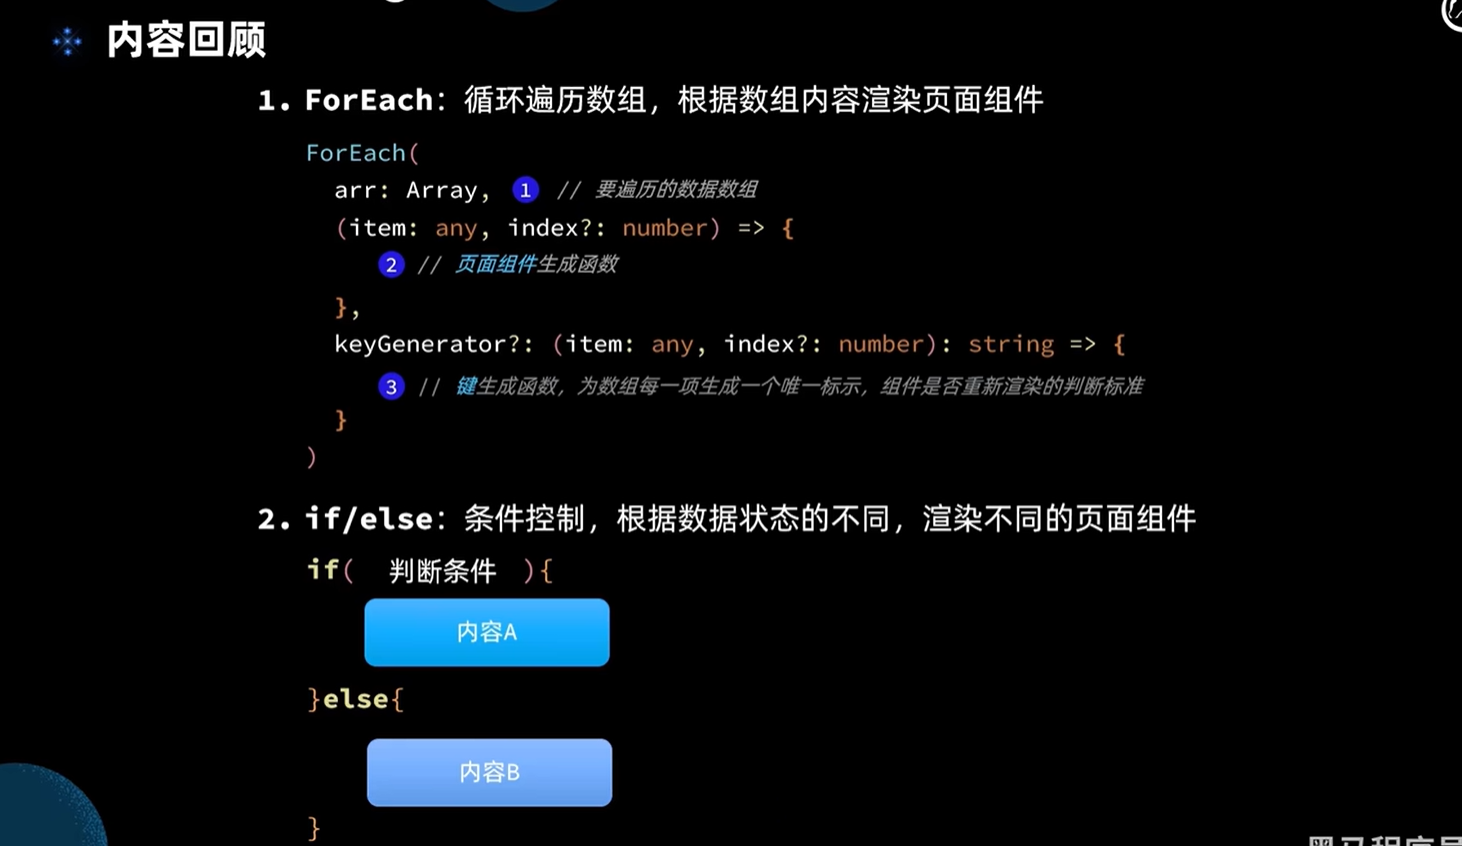 内容回顾
1. ForEach：循环遍历数组，根据数组内容渲染页面组件
ForEach(
arr: Array, 1 // 要遍历的数据数组
(item: any, index?: number) => {
2 // 页面组件生成函数
},
keyGenerator?: (item: any, index?: number): string => {
3 // 键生成函数，为数组每一项生成一个唯一标示，组件是否重新渲染的判断标准
}
)
2. if/else：条件控制，根据数据状态的不同，渲染不同的页面组件
if( 判断条件 ){
内容A
}else{
内容B
}
黑马程序员